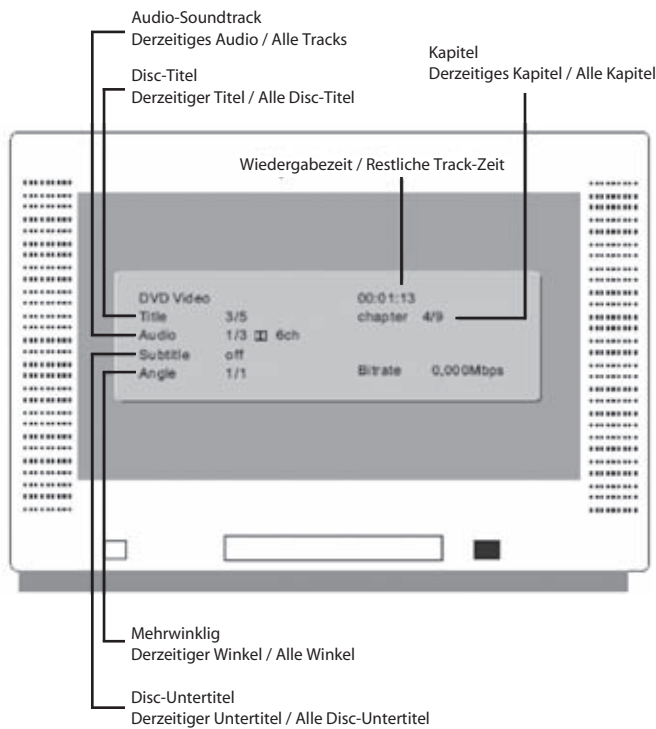 Audio-Soundtrack
Derzeitiges Audio / Alle Tracks
Kapitel
Derzeitiges Kapitel / Alle Kapitel
Disc-Titel
Derzeitiger Titel / Alle Disc-Titel
Wiedergabezeit / Restliche Track-Zeit
DVD Video 00:01:13
Title 3/5 chapter 4/9
Audio 1/3 6ch
Subtitle off
Angle 1/1 Bitrate 0,000Mbps
Mehrwinklig
Derzeitiger Winkel / Alle Winkel
Disc-Untertitel
Derzeitiger Untertitel / Alle Disc-Untertitel